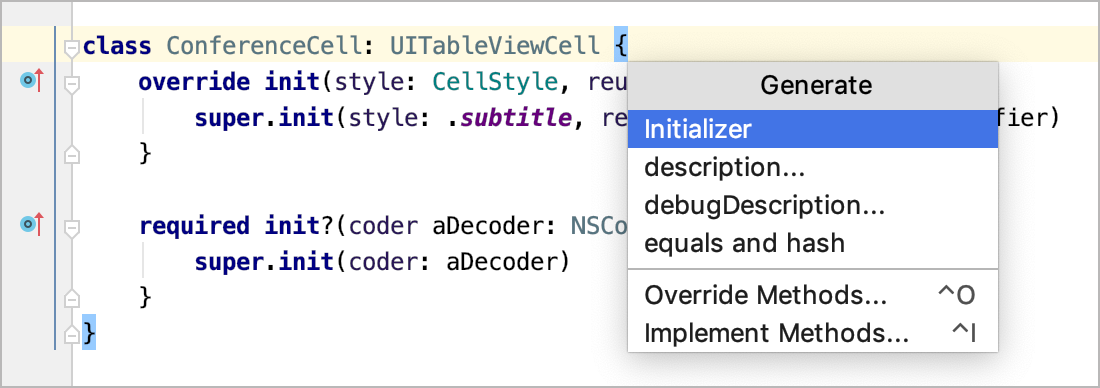 class ConferenceCell: UITableViewCell {
override init(style: CellStyle, reu
super.init(style: .subtitle, re fier)
}
required init?(coder aDecoder: NSCo
super.init(coder: aDecoder)
}
}
Generate
Initializer
description...
debugDescription...
equals and hash
Override Methods... ^O
Implement Methods... ^I